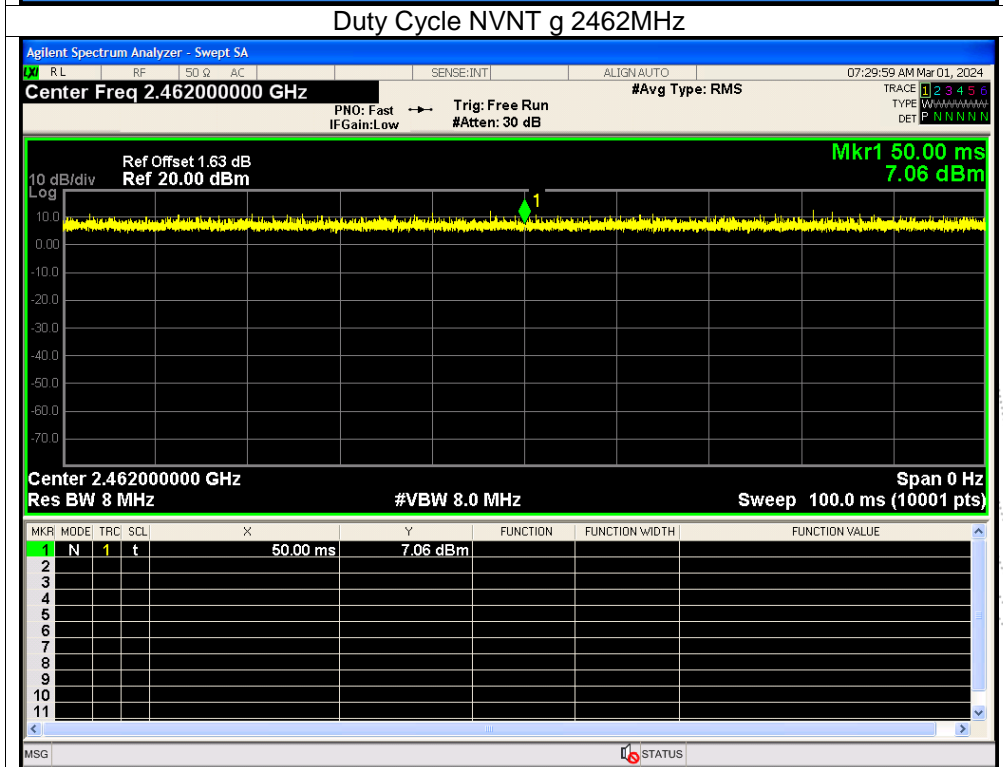 Duty Cycle NVNT g 2462MHz
Agilent Spectrum Analyzer - Swept SA
LXI RL RF 50 Ω AC SENSE:INT ALIGN AUTO 07:29:59 AM Mar 01, 2024
Center Freq 2.462000000 GHz #Avg Type: RMS TRACE 1 2 3 4 5 6
PNO: Fast Trig: Free Run TYPE WWWWWW
IFGain:Low #Atten: 30 dB DET P N N N N N
Mkr1 50.00 ms
Ref Offset 1.63 dB
10 dB/div Ref 20.00 dBm 7.06 dBm
Log
1
10.0
0.00
-10.0
-20.0
-30.0
-40.0
-50.0
-60.0
-70.0
Center 2.462000000 GHz Span 0 Hz
Res BW 8 MHz #VBW 8.0 MHz Sweep 100.0 ms (10001 pts)
MKR MODE TRC SCL X Y FUNCTION FUNCTION WIDTH FUNCTION VALUE
1 N 1 t 50.00 ms 7.06 dBm
2
3
4
5
6
7
8
9
10
11
MSG STATUS